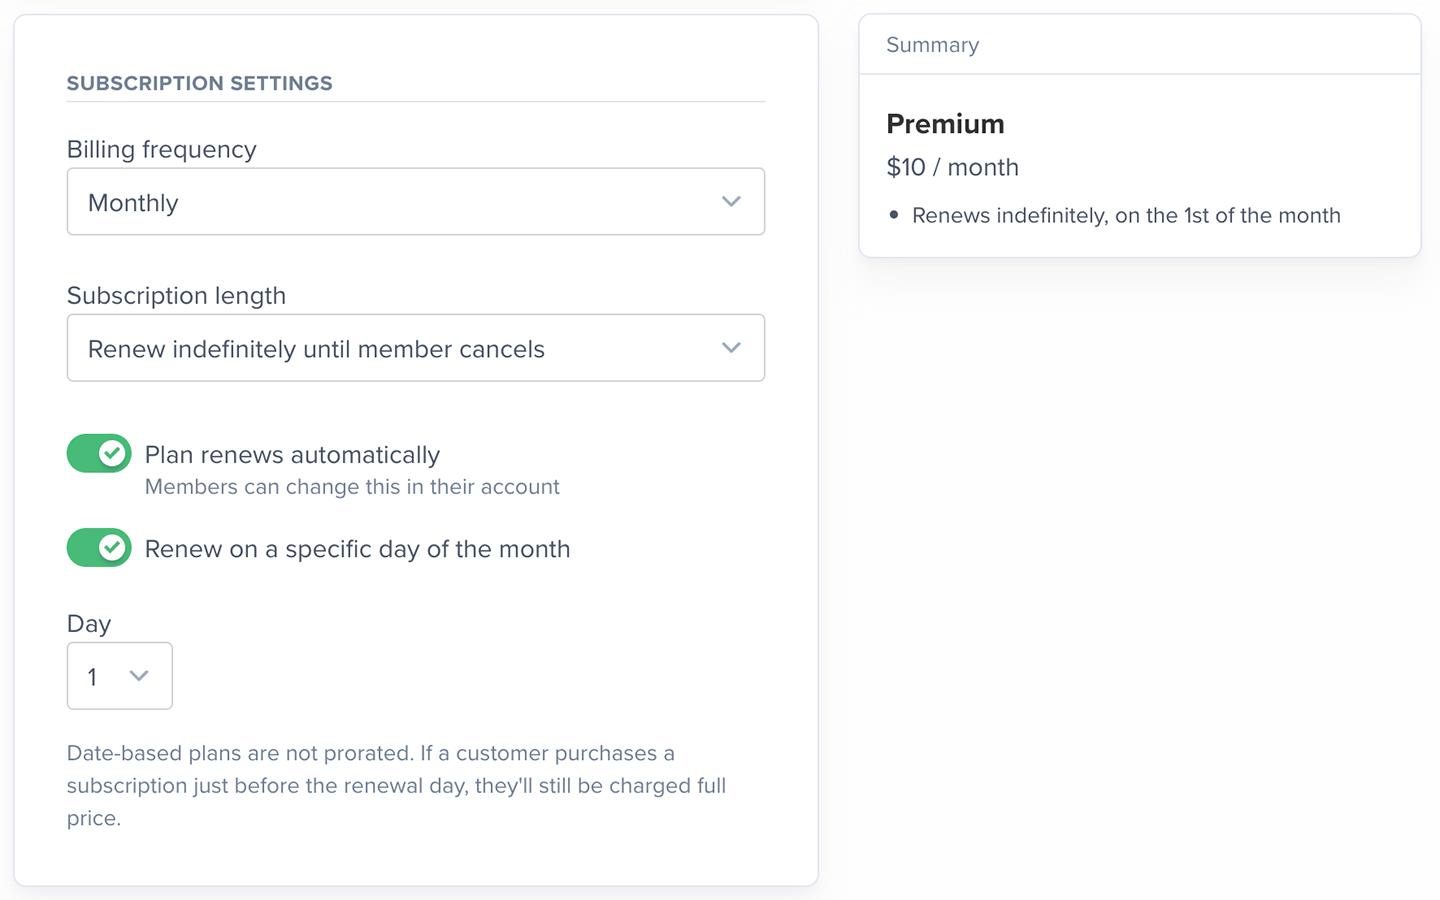 SUBSCRIPTION SETTINGS
Billing frequency
Monthly
Subscription length
Renew indefinitely until member cancels
Plan renews automatically
Members can change this in their account
Renew on a specific day of the month
Day
1
Date-based plans are not prorated. If a customer purchases a
subscription just before the renewal day, they'll still be charged full
price.
Summary
Premium
$10 / month
• Renews indefinitely, on the 1st of the month